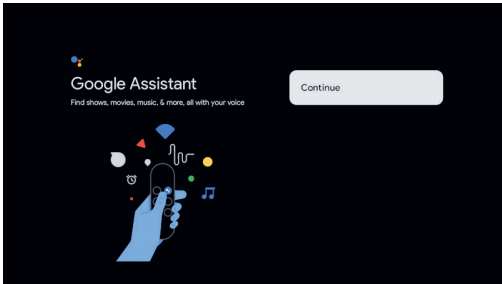 Google Assistant
Find shows, movies, music, & more, all with your voice
Continue